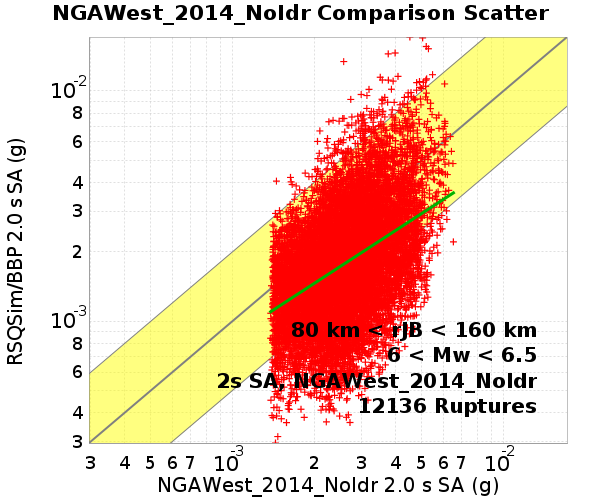 NGAWest_2014_NoIdr Comparison Scatter
10-2
8
6
4
3
2
10-3
8
6
4
3
RSQSim/BBP 2.0 s SA (g)
80 km < rJB < 160 km
6 < Mw < 6.5
2s SA, NGAWest_2014_NoIdr
12136 Ruptures
3 4 5 6 7 10-3 2 3 4 5 6 7 10-2
NGAWest_2014_NoIdr 2.0 s SA (g)